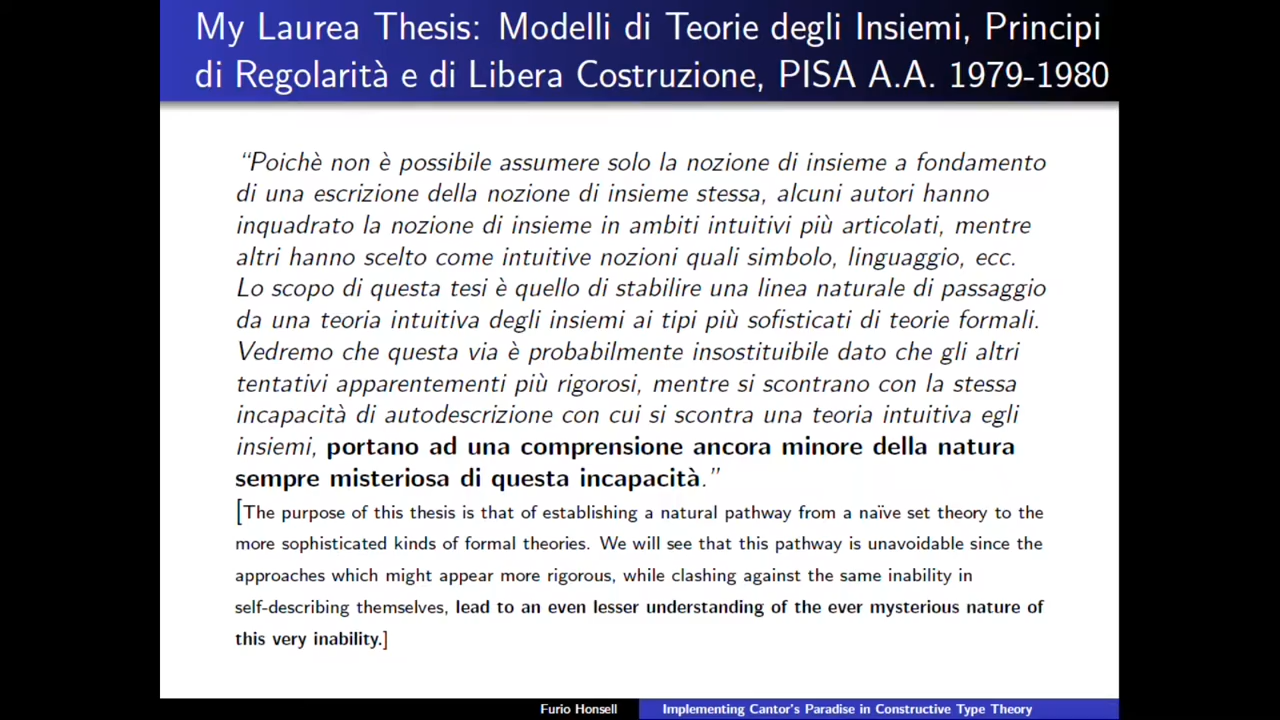 My Laurea Thesis: Modelli di Teorie degli Insiemi, Principi
di Regolarità e di Libera Costruzione, PISA A.A. 1979-1980
“Poichè non è possibile assumere solo la nozione di insieme a fondamento
di una escrizione della nozione di insieme stessa, alcuni autori hanno
inquadrato la nozione di insieme in ambiti intuitivi più articolati, mentre
altri hanno scelto come intuitive nozioni quali simbolo, linguaggio, ecc.
Lo scopo di questa tesi è quello di stabilire una linea naturale di passaggio
da una teoria intuitiva degli insiemi ai tipi più sofisticati di teorie formali.
Vedremo che questa via è probabilmente insostituibile dato che gli altri
tentativi apparentementi più rigorosi, mentre si scontrano con la stessa
incapacità di autodescrizione con cui si scontra una teoria intuitiva egli
insiemi, portano ad una comprensione ancora minore della natura
sempre misteriosa di questa incapacità.”
[The purpose of this thesis is that of establishing a natural pathway from a naïve set theory to the
more sophisticated kinds of formal theories. We will see that this pathway is unavoidable since the
approaches which might appear more rigorous, while clashing against the same inability in
self-describing themselves, lead to an even lesser understanding of the ever mysterious nature of
this very inability.]
Furio Honsell
Implementing Cantor's Paradise in Constructive Type Theory